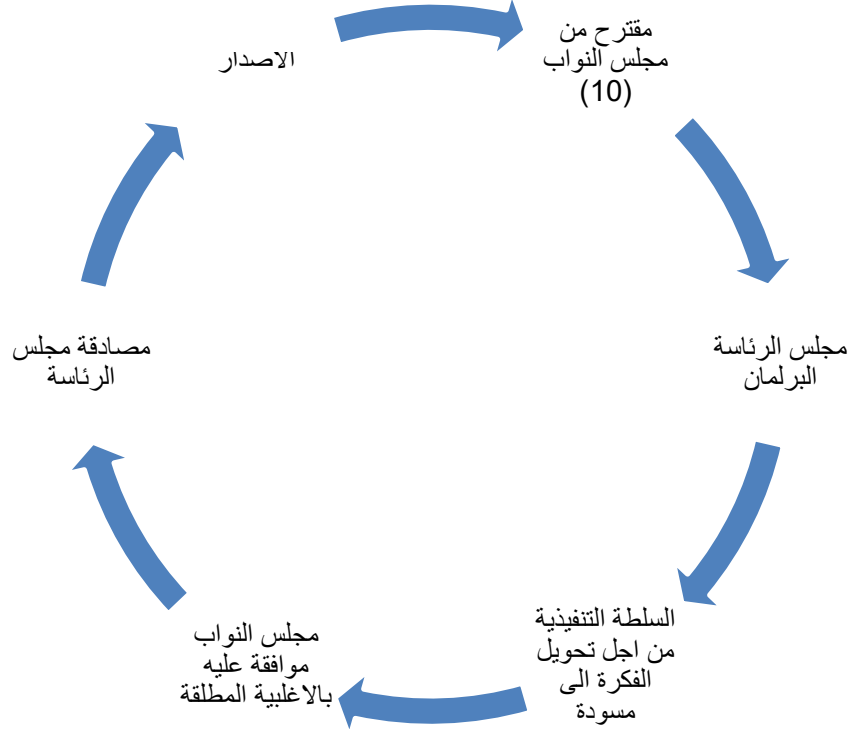 مقترح من
مجلس النواب
(10)
مجلس الرئاسة
البرلمان
السلطة التنفيذية
من اجل تحويل
الفكرة الى
مسودة
مجلس النواب
موافقة عليه
بالاغلبية المطلقة
مصادقة مجلس
الرئاسة
الاصدار